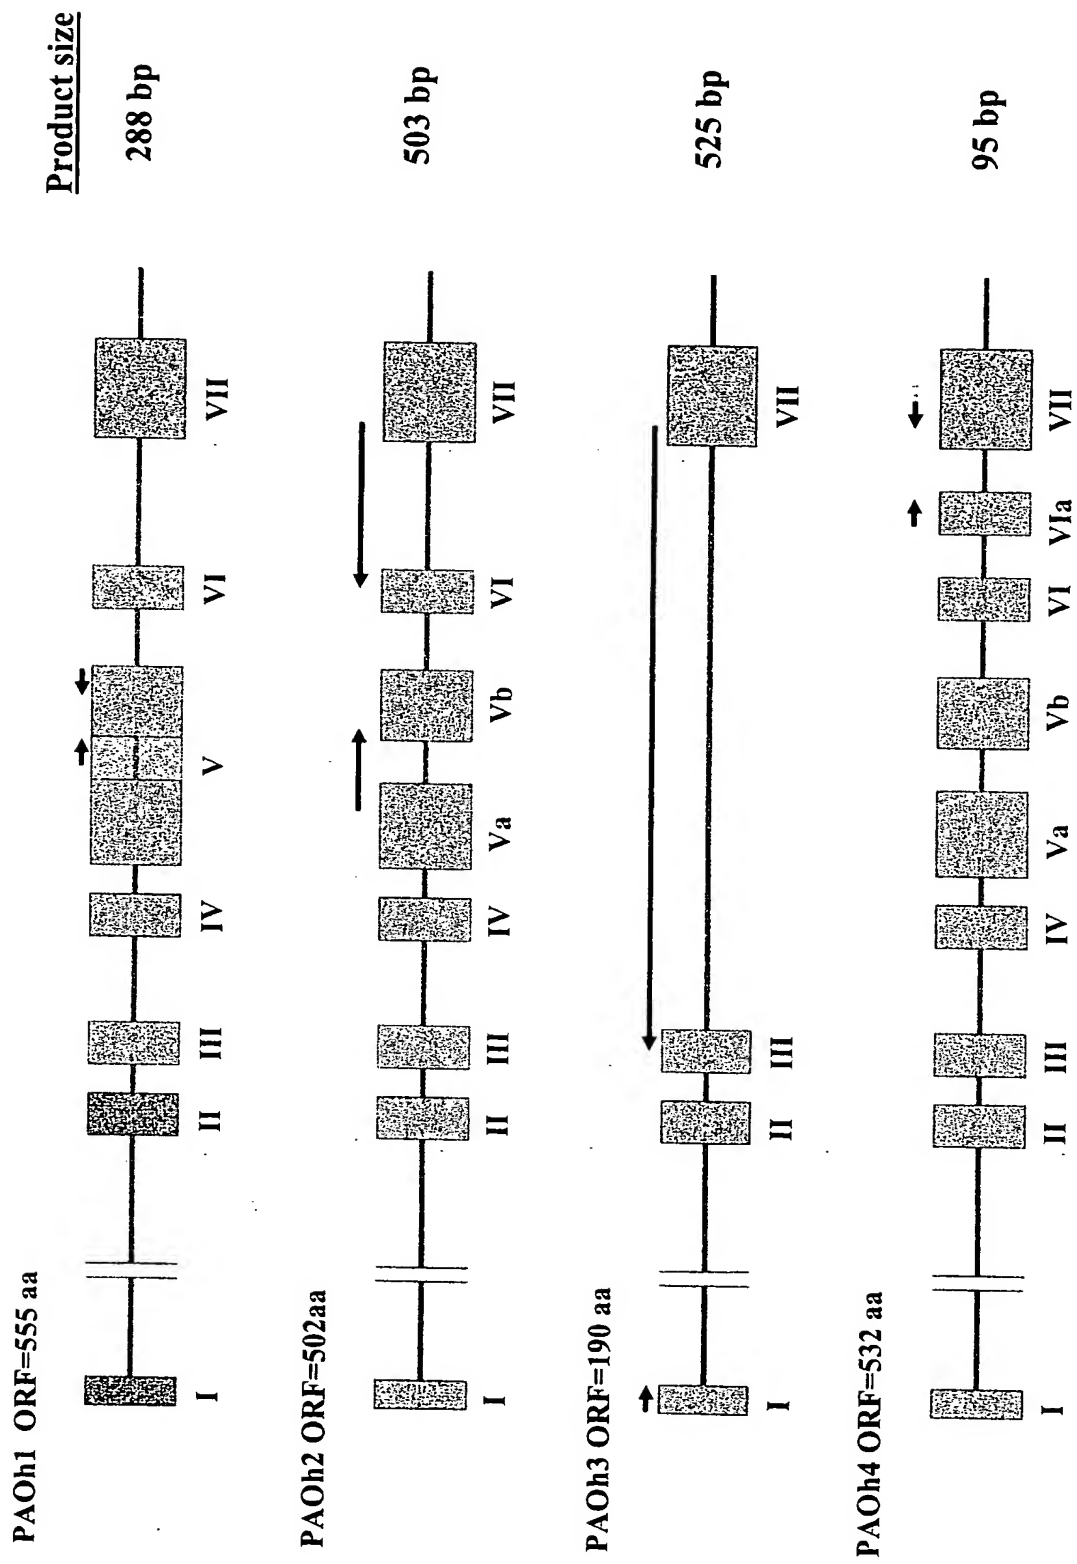 Product size
PAOh1 ORF=555 aa
288 bp
I II III IV V VI VII
PAOh2 ORF=502aa
503 bp
I II III IV Va Vb VI VII
PAOh3 ORF=190 aa
525 bp
I II III VII
PAOh4 ORF=532 aa
95 bp
I II III IV Va Vb VI VIa VII